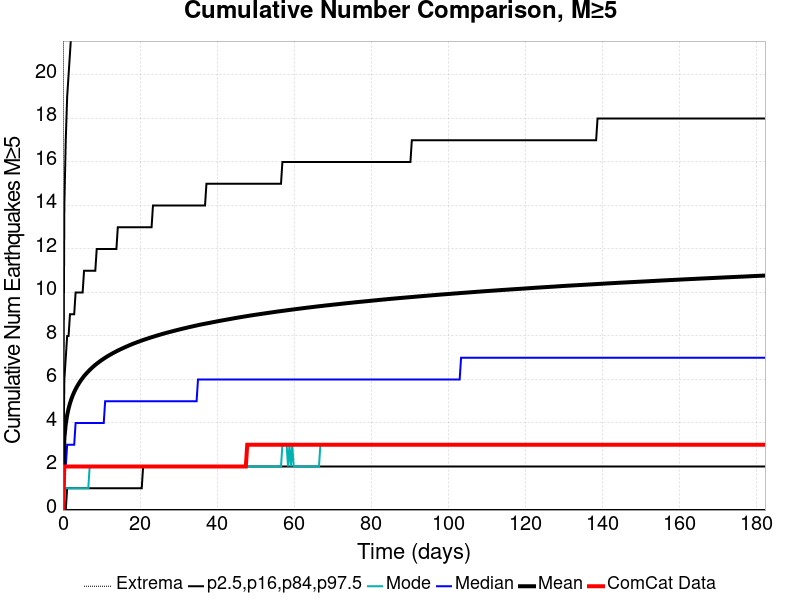 Cumulative Number Comparison, M≥5
Cumulative Num Earthquakes M≥5
20
18
16
14
12
10
8
6
4
2
0
0 20 40 60 80 100 120 140 160 180
Time (days)
Extrema p2.5,p16,p84,p97.5 Mode Median Mean ComCat Data